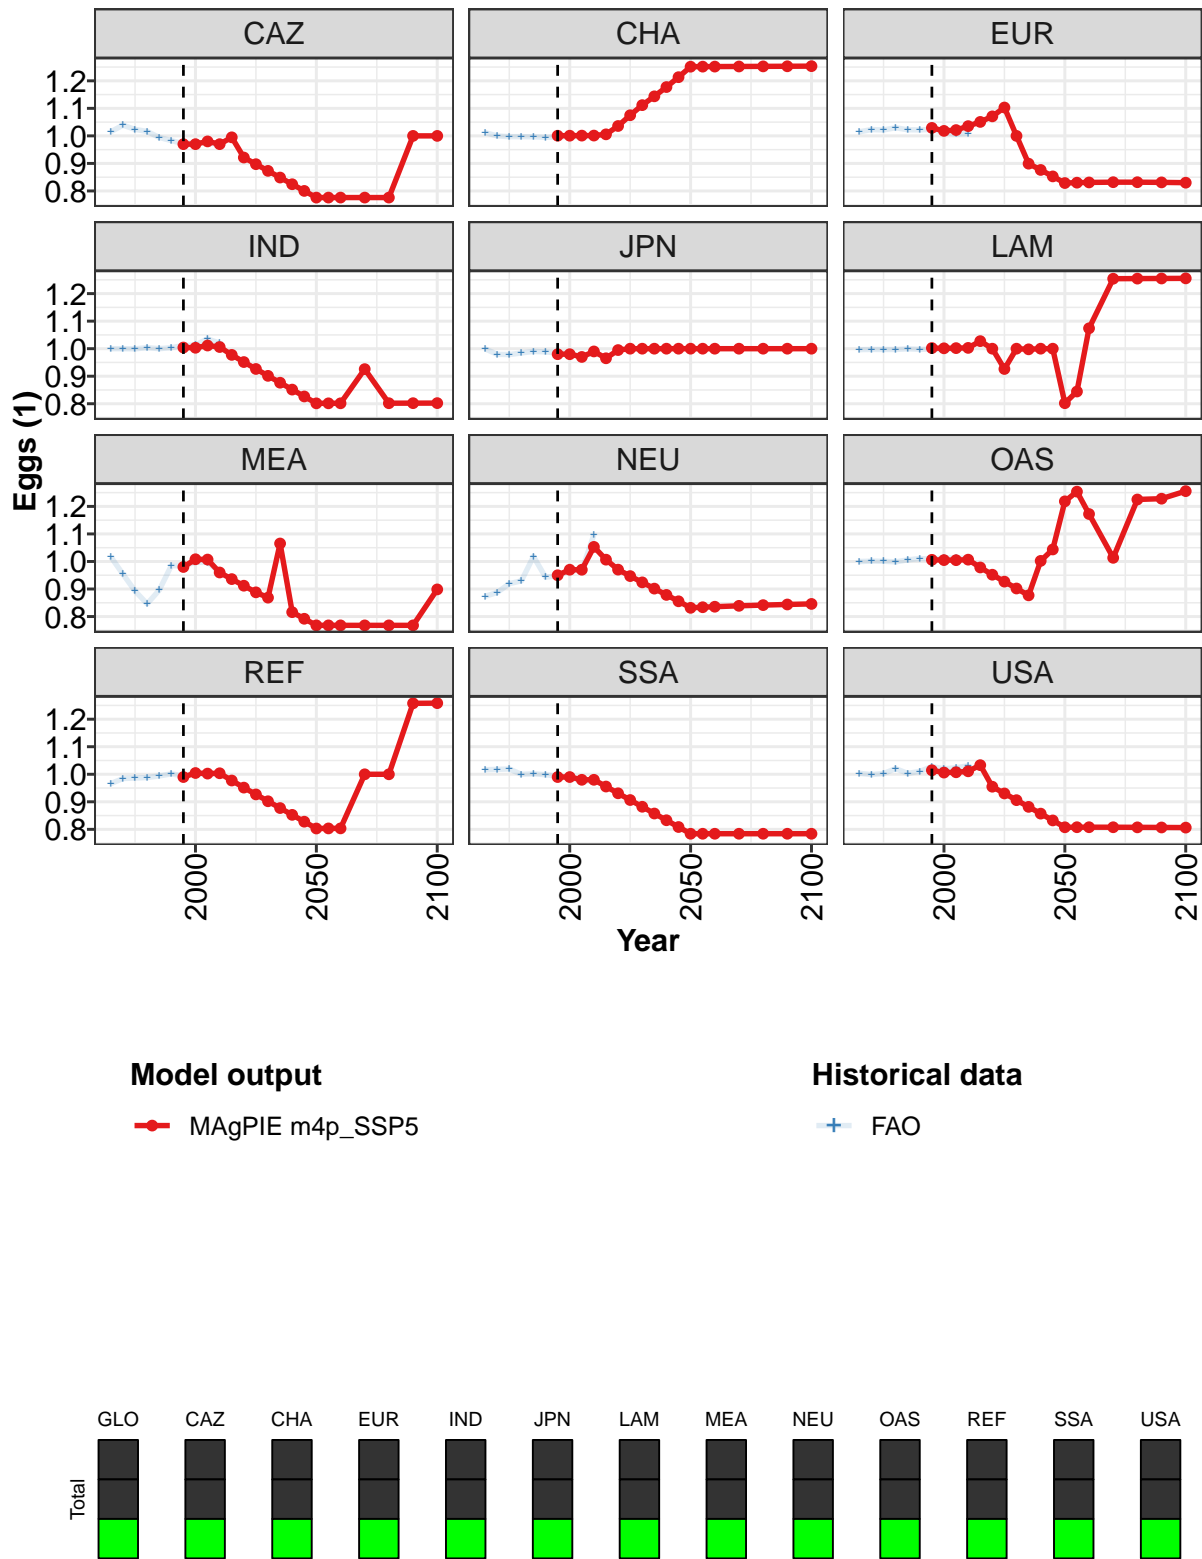 CAZ CHA EUR
1.2
1.1
1.0
0.9
0.8
IND JPN LAM
1.2
1.1
1.0
0.9
0.8
Eggs (1)
MEA NEU OAS
1.2
1.1
1.0
0.9
0.8
REF SSA USA
1.2
1.1
1.0
0.9
0.8
2000 2050 2100 2000 2050 2100 2000 2050 2100
Year
Model output Historical data
MAgPIE m4p_SSP5 FAO
GLO CAZ CHA EUR IND JPN LAM MEA NEU OAS REF SSA USA
Total